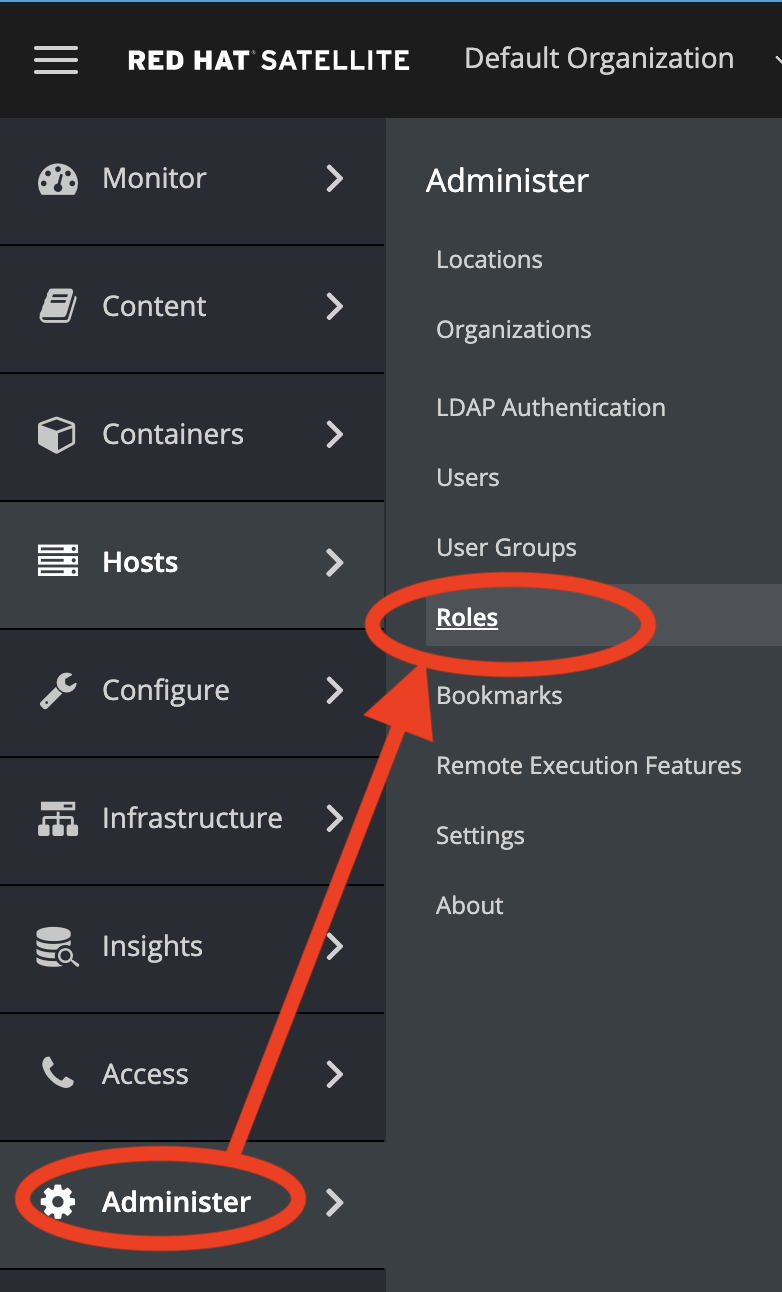 RED HAT® SATELLITE
Default Organization
Monitor
Content
Containers
Hosts
Configure
Infrastructure
Insights
Access
Administer
Administer
Locations
Organizations
LDAP Authentication
Users
User Groups
Roles
Bookmarks
Remote Execution Features
Settings
About